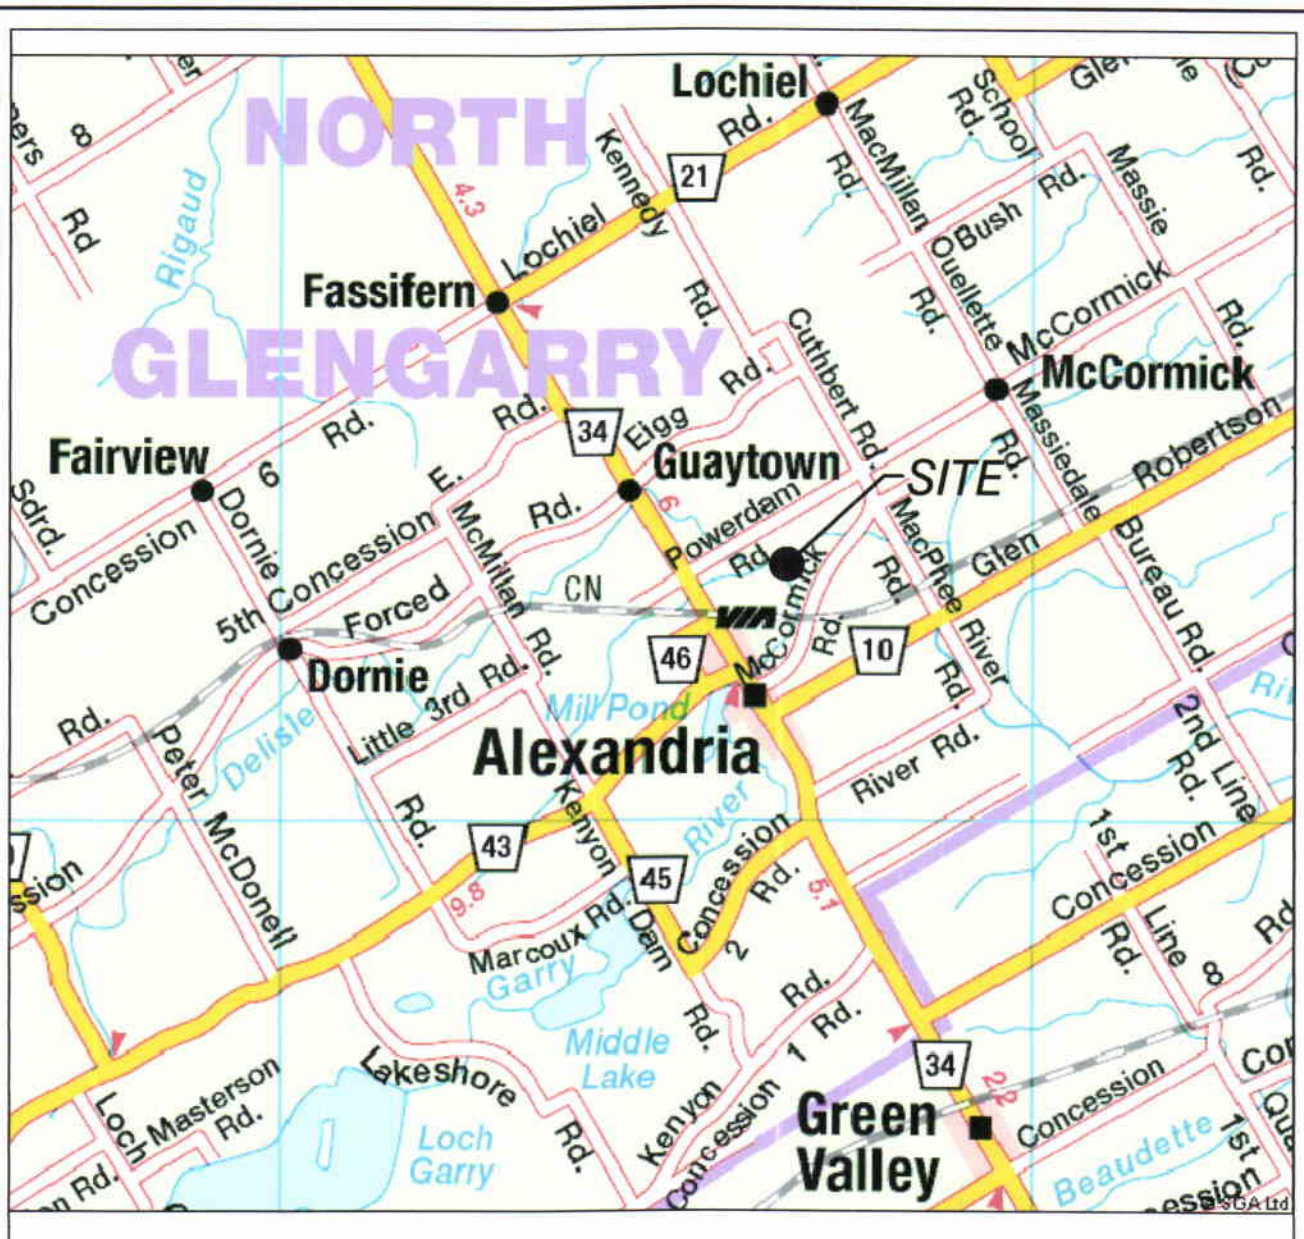 Lochiel
NORTH
GLENGARRY
8
Rd
Rigaud
4.3
Kennedy
Rd.
21
Lochiel
Rd.
MacMillan
Rd.
School
Rd.
Massie
Rd.
Rd.
Bush Rd.
Ouellette
Rd.
McCormick
Rd.
Fassifern
Cuthbert Rd.
McCormick
Massiedale
Rd.
Robertson
Rd.
Rd.
34
Eigg
Rd.
Fairview
6
Guaytown
SITE
Sdrd.
Concession
Dornie
E.
5th Concession
McMillan
Rd.
Rd.
6
Powerdam
Rd.
MacPhee
Rd.
Glen
Bureau Rd.
CN
Forced
VIA
McCormick
Rd.
46
10
River
Rd.
Dornie
Little 3rd Rd.
Mill Pond
Delisle
Rd.
Peter
McDonell
Alexandria
River Rd.
2nd Line
Rd.
Rd.
43
Kenyon
Dam
Rd.
River
Concession
2
Rd.
45
9.8
Marcoux Rd.
5.1
1st
Line
Rd.
Concession
8
Rd
Garry
Middle
Lake
Rd.
Lakeshore
Rd.
Loch
Garry
Masterson
Rd.
Loch
Kenyon
Rd.
Concession 1 Rd.
34
2.2
Green
Valley
Concession
Beaudette
1st